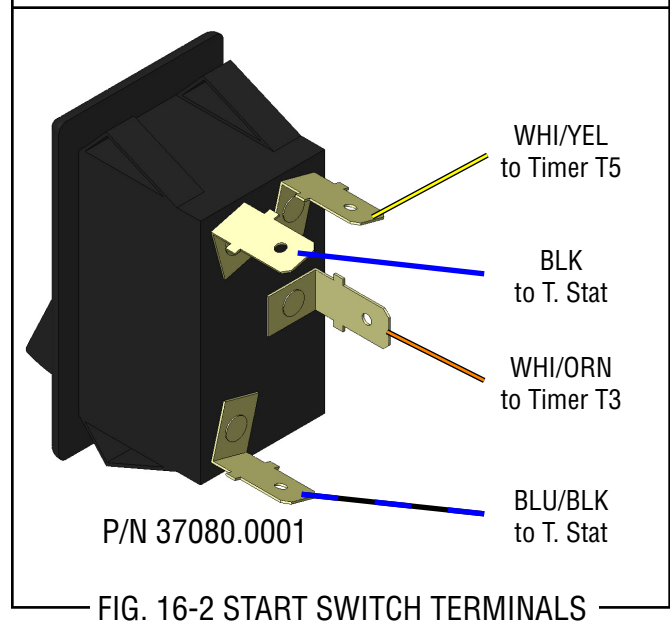 WHI/YEL
to Timer T5
BLK
to T. Stat
WHI/ORN
to Timer T3
BLU/BLK
to T. Stat
P/N 37080.0001
FIG. 16-2 START SWITCH TERMINALS